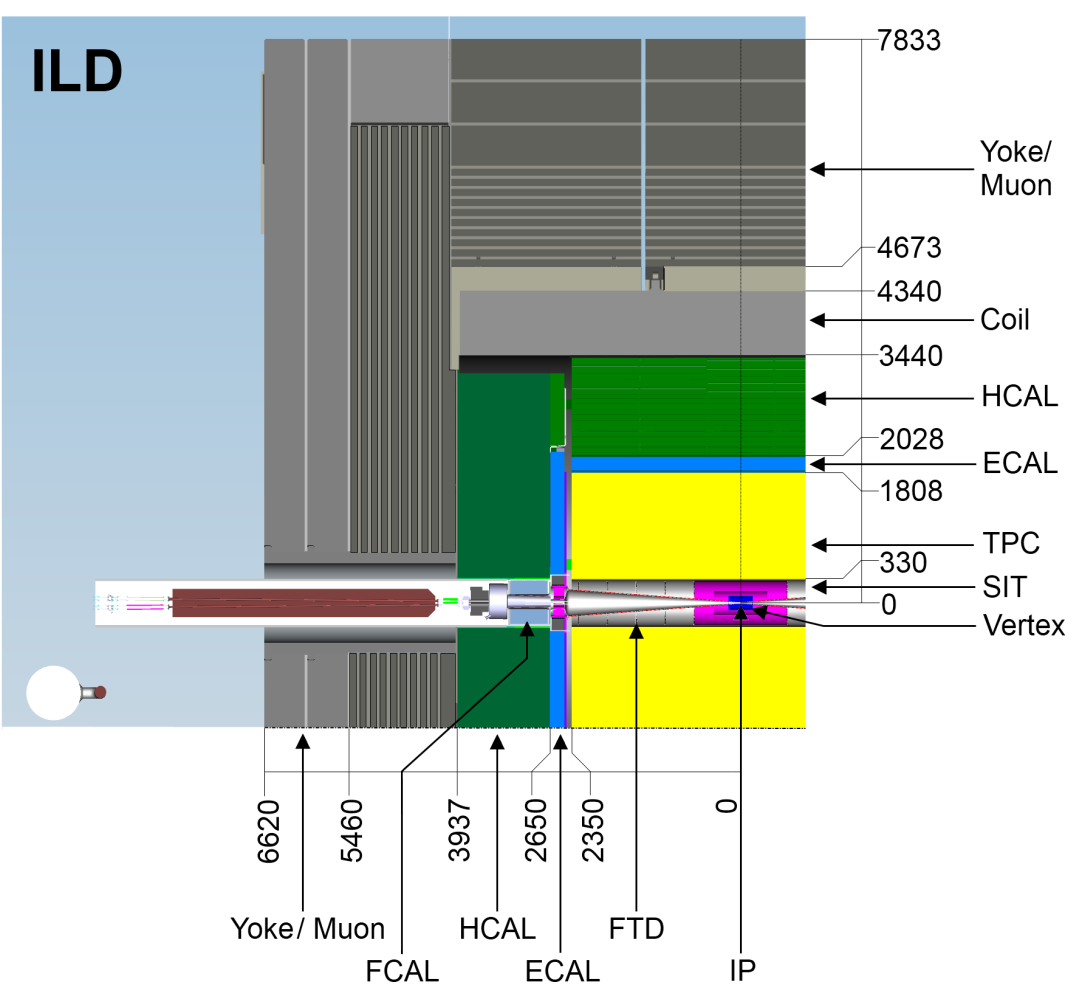 ILD
7833
Yoke/
Muon
4673
4340
Coil
3440
HCAL
2028
ECAL
1808
TPC
330
SIT
0
Vertex
6620
5460
3937
2650
2350
0
Yoke/ Muon
HCAL
FTD
FCAL
ECAL
IP